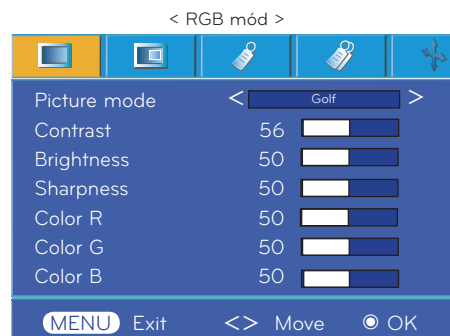 < RGB mód >
Picture mode < Golf >
Contrast 56
Brightness 50
Sharpness 50
Color R 50
Color G 50
Color B 50
MENU Exit <> Move ◉ OK